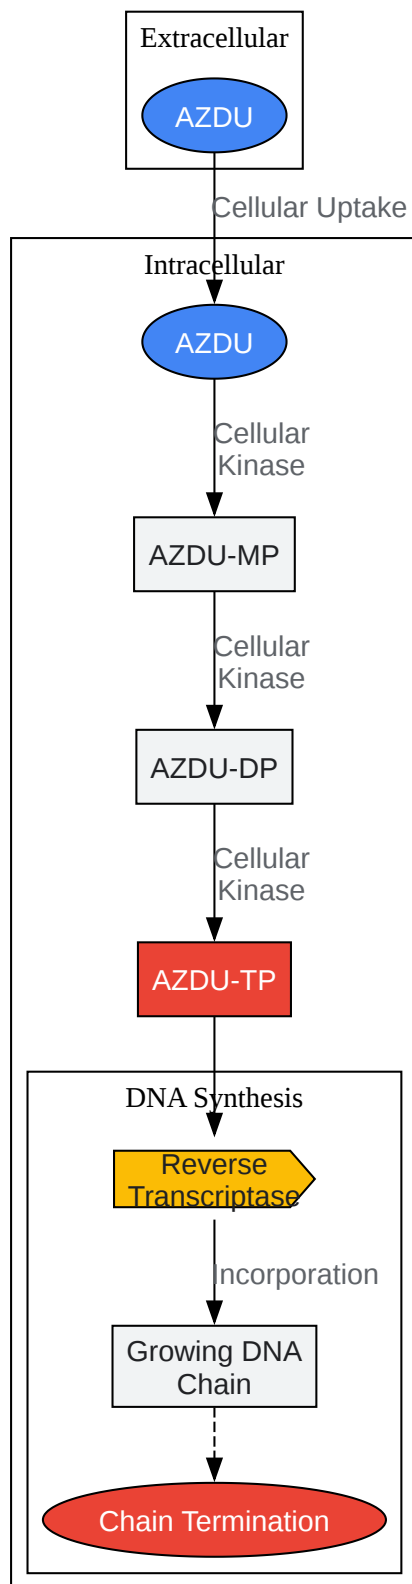 Extracellular
AZDU
Cellular Uptake
Intracellular
AZDU
Cellular
Kinase
AZDU-MP
Cellular
Kinase
AZDU-DP
Cellular
Kinase
AZDU-TP
DNA Synthesis
Reverse
Transcriptase
Incorporation
Growing DNA
Chain
Chain Termination